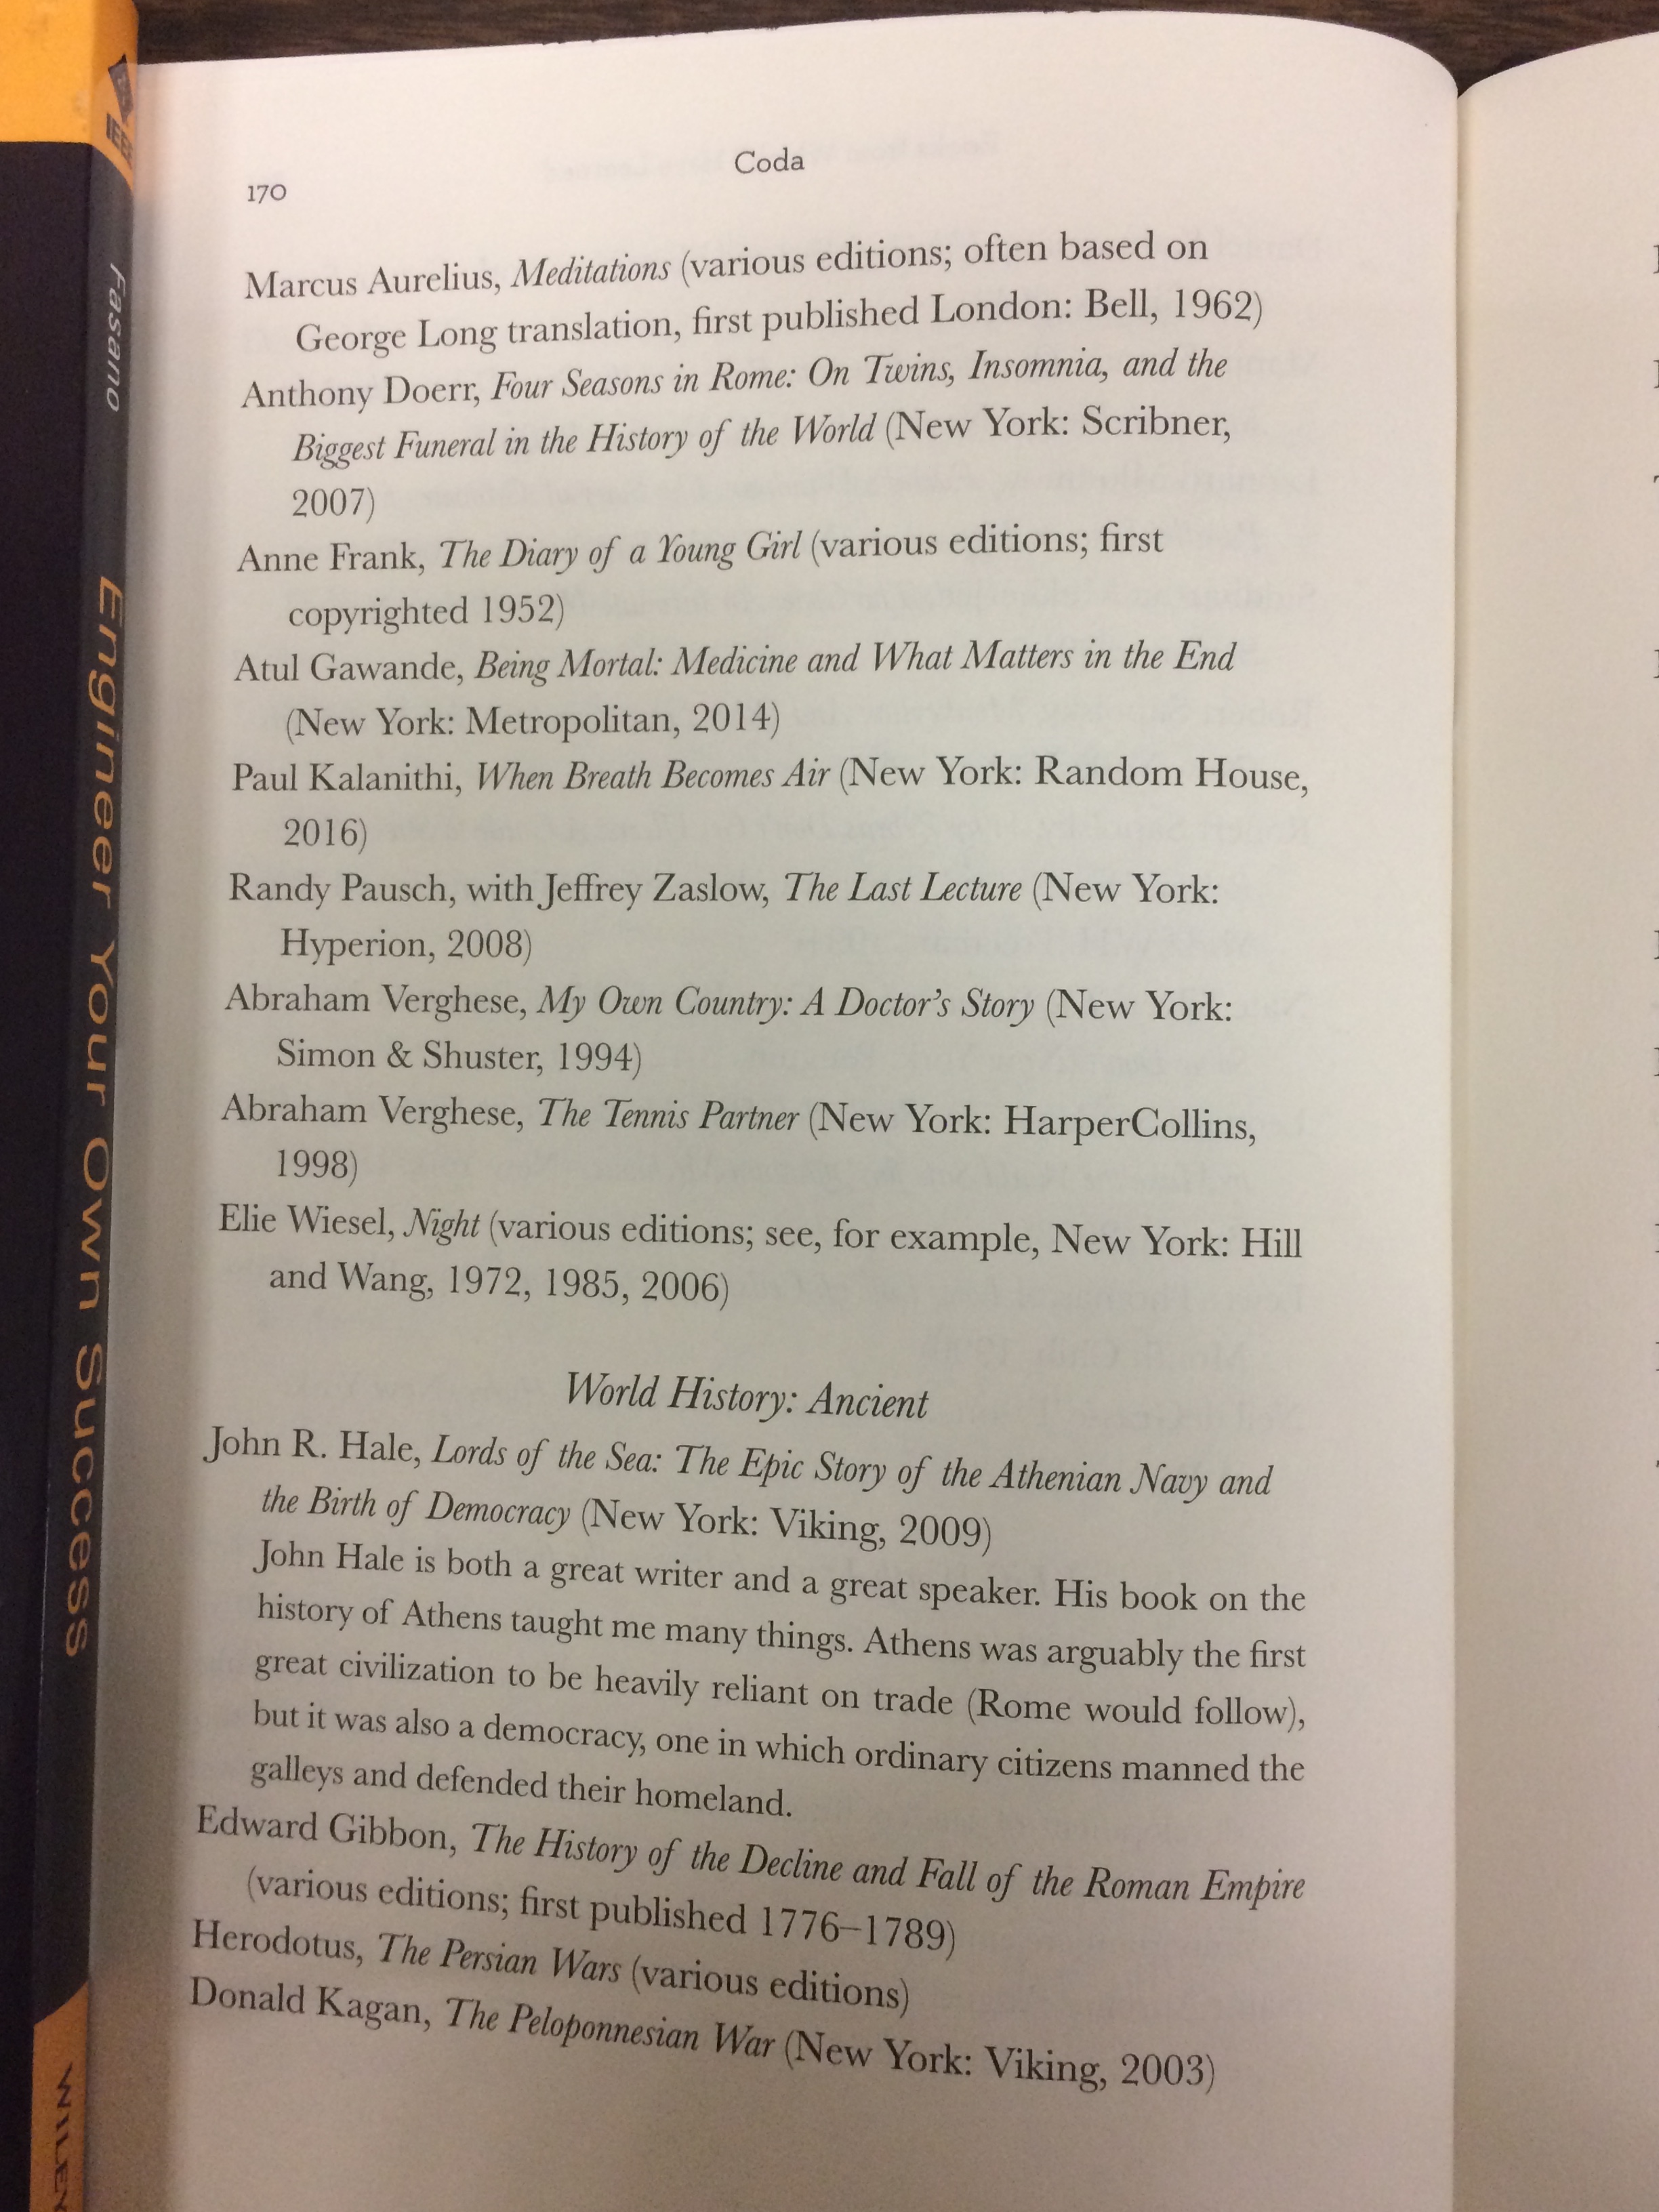 Coda
170
Marcus Aurelius, Meditations (various editions; often based on
George Long translation, first published London: Bell, 1962)
Anthony Doerr, Four Seasons in Rome: On Twins, Insomnia, and the
Biggest Funeral in the History of the World (New York: Scribner,
2007)
Anne Frank, The Diary of a Young Girl (various editions; first
copyrighted 1952)
Atul Gawande, Being Mortal: Medicine and What Matters in the End
(New York: Metropolitan, 2014)
Paul Kalanithi, When Breath Becomes Air (New York: Random House,
2016)
Randy Pausch, with Jeffrey Zaslow, The Last Lecture (New York:
Hyperion, 2008)
Abraham Verghese, My Own Country: A Doctor's Story (New York:
Simon & Shuster, 1994)
Abraham Verghese, The Tennis Partner (New York: HarperCollins,
1998)
Elie Wiesel, Night (various editions; see, for example, New York: Hill
and Wang, 1972, 1985, 2006)
World History: Ancient
John R. Hale, Lords of the Sea: The Epic Story of the Athenian Navy and
the Birth of Democracy (New York: Viking, 2009)
John Hale is both a great writer and a great speaker. His book on the
history of Athens taught me many things. Athens was arguably the first
great civilization to be heavily reliant on trade (Rome would follow),
but it was also a democracy, one in which ordinary citizens manned the
galleys and defended their homeland.
Edward Gibbon, The History of the Decline and Fall of the Roman Empire
(various editions; first published 1776–1789)
Herodotus, The Persian Wars (various editions)
Donald Kagan, The Peloponnesian War (New York: Viking, 2003)
Fasano
Engineer Your Own Success
WILEY